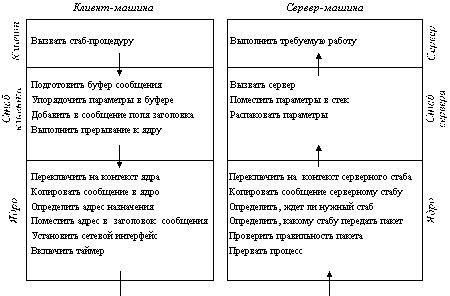 Клиент-машина
Сервер-машина
Клиент
Вызвать стаб-процедуру
Выполнить требуемую работу
Сервер
Стаб
клиента
Подготовить буфер сообщения
Упорядочить параметры в буфере
Добавить в сообщение поля заголовка
Выполнить прерывание к ядру
Вызвать сервер
Поместить параметры в стек
Распаковать параметры
Стаб
сервера
Ядро
Переключить на контекст ядра
Копировать сообщение в ядро
Определить адрес назначения
Поместить адрес в заголовок сообщения
Установить сетевой интерфейс
Включить таймер
Переключить на контекст серверного стаба
Копировать сообщение серверному стабу
Определить, ждет ли нужный стаб
Определить, какому стабу передать пакет
Проверить правильность пакета
Прервать процесс
Ядро